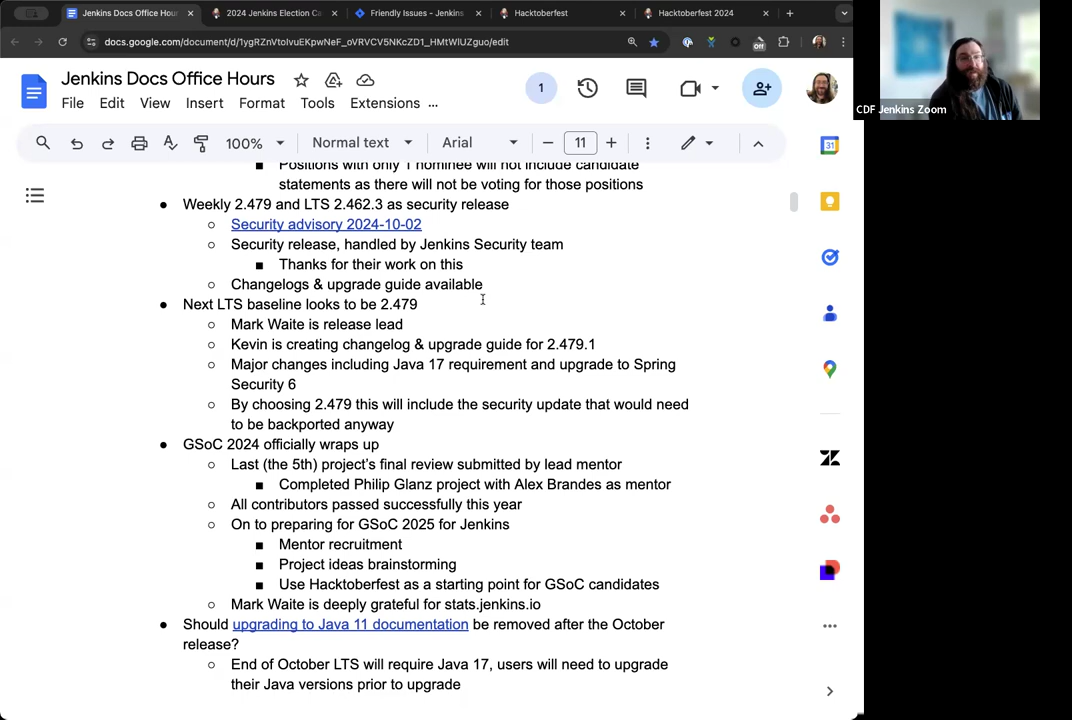 Jenkins Docs Office Hours
2024 Jenkins Election Ca
Friendly Issues - Jenkins
Hacktoberfest
Hacktoberfest 2024
docs.google.com/document/d/1ygRZnVtoIvuEKpwNeF_oVRVCV5NKcZD1_HMtWlUZguo/edit
Off
CDF Jenkins Zoom
Jenkins Docs Office Hours
File Edit View Insert Format Tools Extensions ...
1
100% Normal text Arial 11
31
Positions with only 1 nominee will not include candidate
statements as there will not be voting for those positions
Weekly 2.479 and LTS 2.462.3 as security release
Security advisory 2024-10-02
Security release, handled by Jenkins Security team
Thanks for their work on this
Changelogs & upgrade guide available
Next LTS baseline looks to be 2.479
Mark Waite is release lead
Kevin is creating changelog & upgrade guide for 2.479.1
Major changes including Java 17 requirement and upgrade to Spring
Security 6
By choosing 2.479 this will include the security update that would need
to be backported anyway
GSoC 2024 officially wraps up
Last (the 5th) project's final review submitted by lead mentor
Completed Philip Glanz project with Alex Brandes as mentor
All contributors passed successfully this year
On to preparing for GSoC 2025 for Jenkins
Mentor recruitment
Project ideas brainstorming
Use Hacktoberfest as a starting point for GSoC candidates
Mark Waite is deeply grateful for stats.jenkins.io
Should upgrading to Java 11 documentation be removed after the October
release?
End of October LTS will require Java 17, users will need to upgrade
their Java versions prior to upgrade